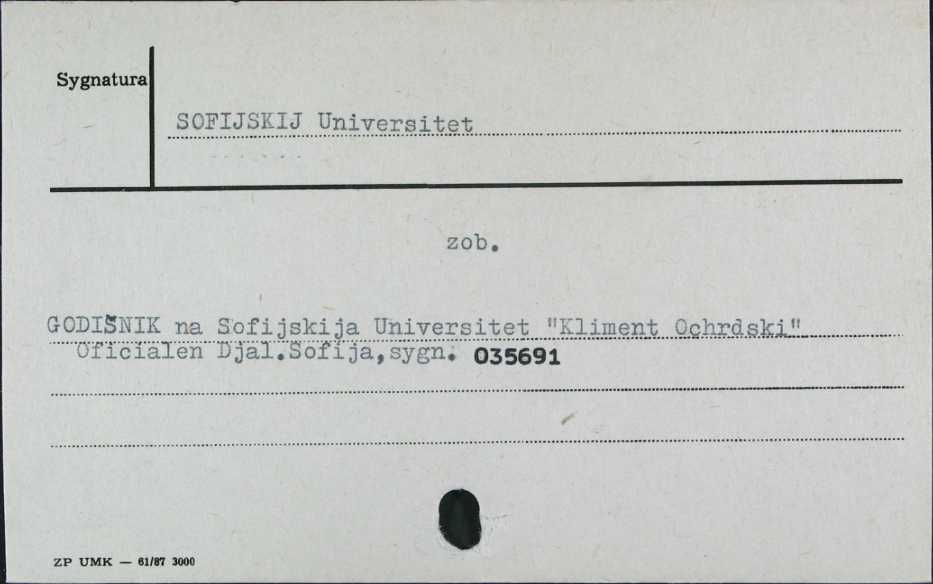 Sygnatura
SOFIJSKIJ Universitet
zob.
GODIŠNIK na Sofijskija Universitet "Kliment Ochrdski"
Oficialen Djal.Sofija,sygn. 035691
ZP UMK — 61/87 3000